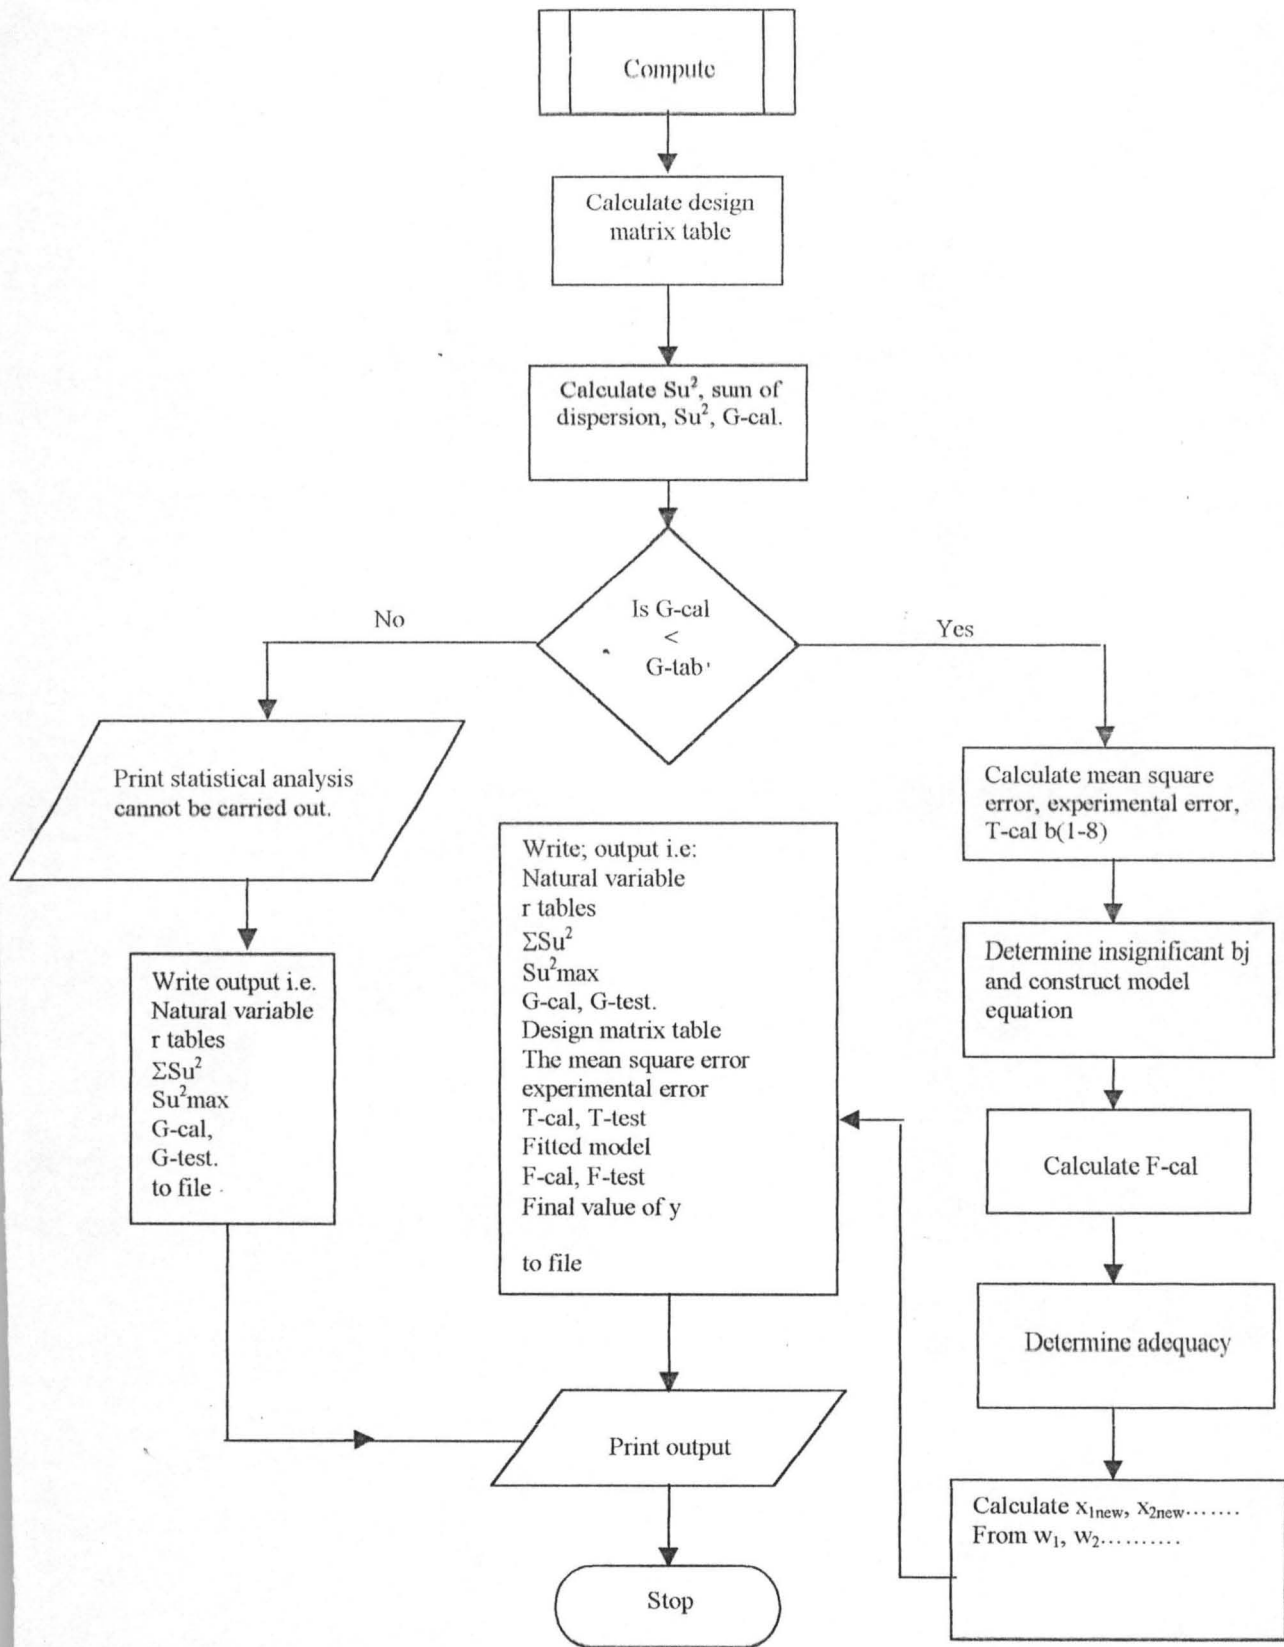 Compute
Calculate design
matrix table
Calculate Su², sum of
dispersion, Su², G-cal.
Is G-cal
<
G-tab
No
Yes
Print statistical analysis
cannot be carried out.
Write output i.e.
Natural variable
r tables
ΣSu²
Su²max
G-cal,
G-test.
to file
Write; output i.e:
Natural variable
r tables
ΣSu²
Su²max
G-cal, G-test.
Design matrix table
The mean square error
experimental error
T-cal, T-test
Fitted model
F-cal, F-test
Final value of y
to file
Calculate mean square
error, experimental error,
T-cal b(1-8)
Determine insignificant bj
and construct model
equation
Calculate F-cal
Determine adequacy
Calculate x₁new, x₂new.......
From w₁, w₂..........
Print output
Stop